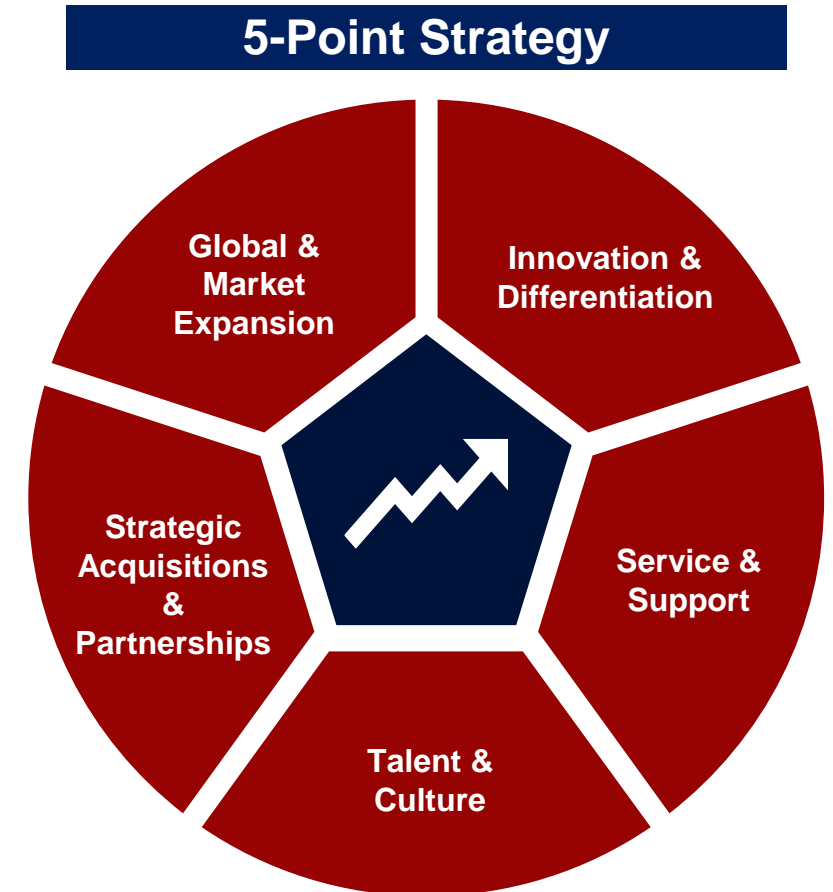 5-Point Strategy
Global &
Market
Expansion
Innovation &
Differentiation
Strategic
Acquisitions
&
Partnerships
Service &
Support
Talent &
Culture